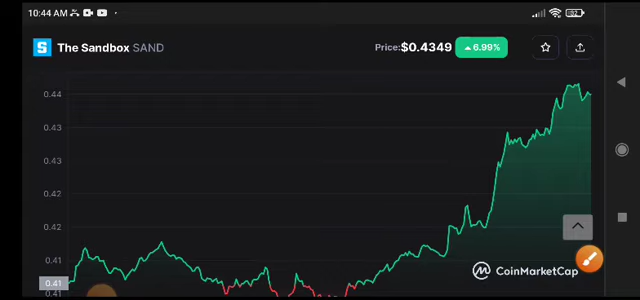 10:44 AM
52
S The Sandbox SAND
Price: $0.4349 ▲ 6.99%
0.44
0.43
0.43
0.42
0.42
0.41
0.41
0.41
CoinMarketCap